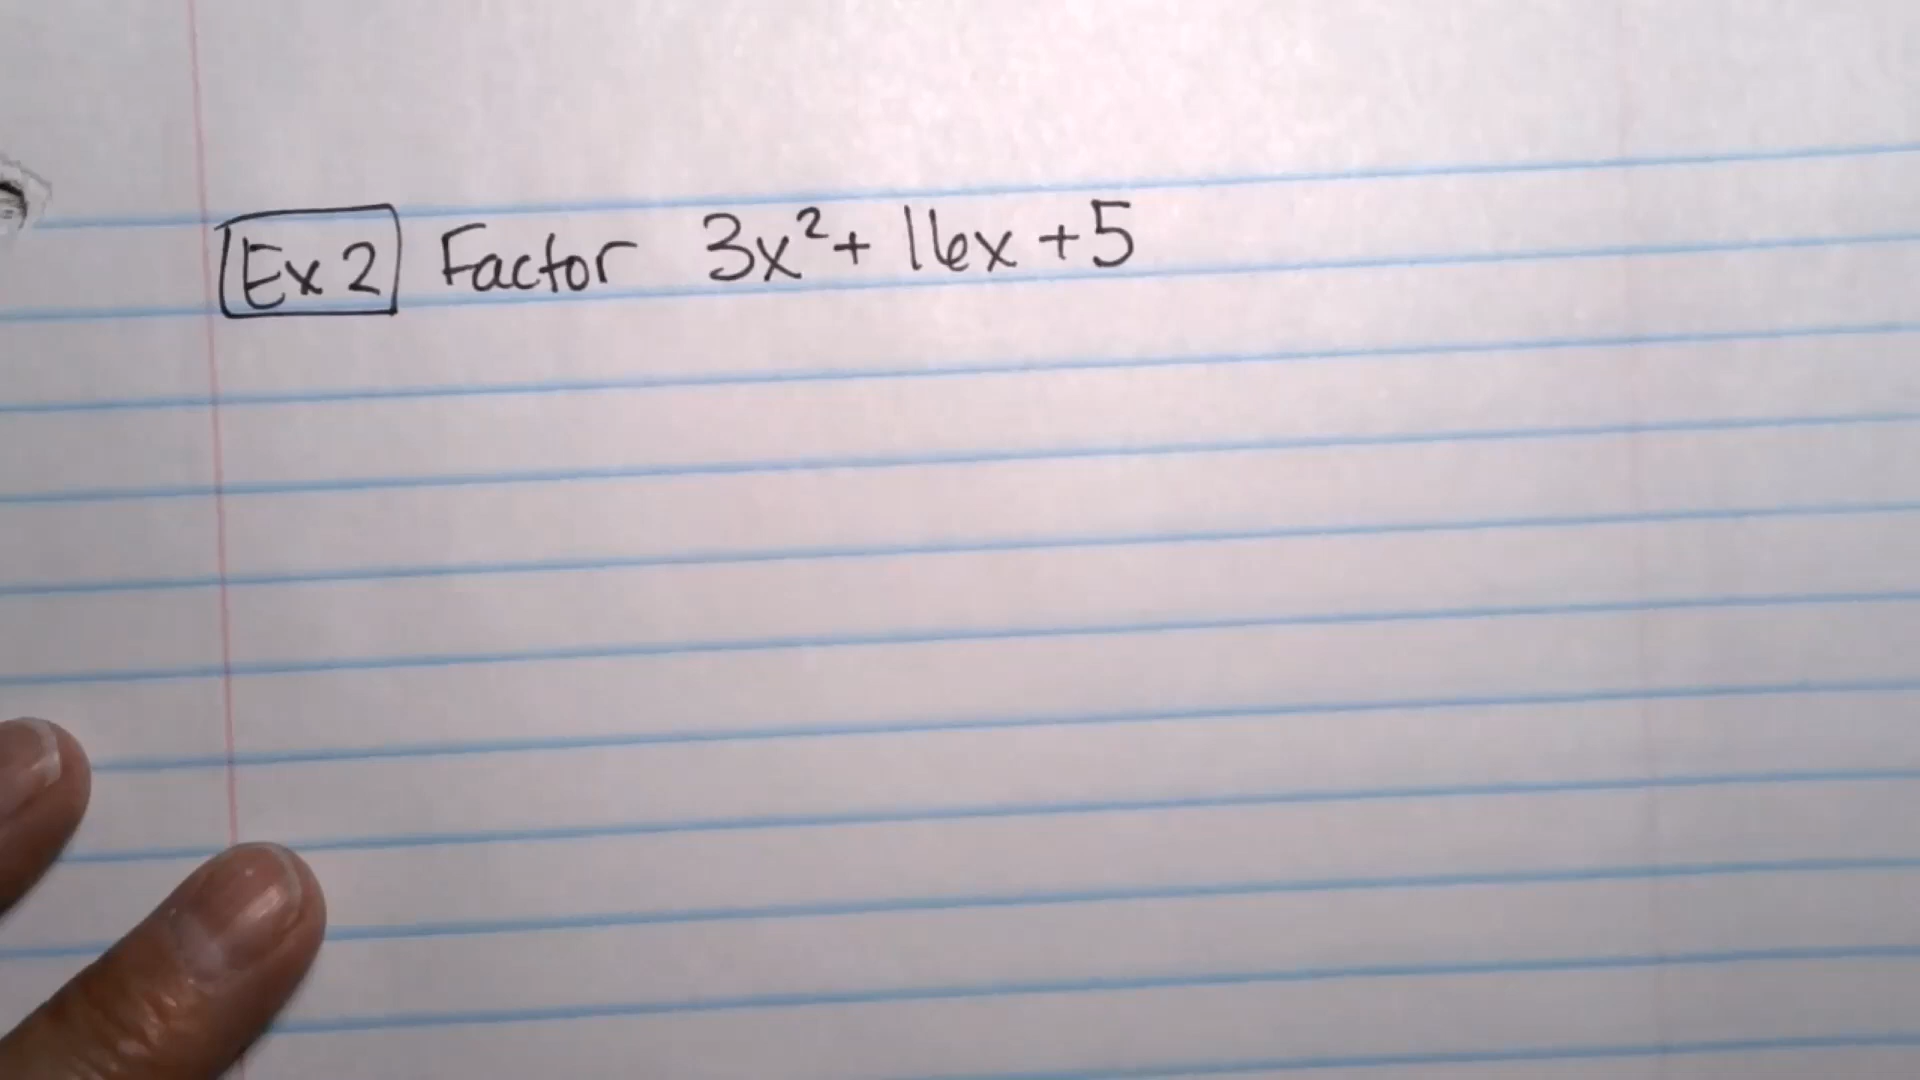 Ex 2 Factor 3x² + 16x + 5